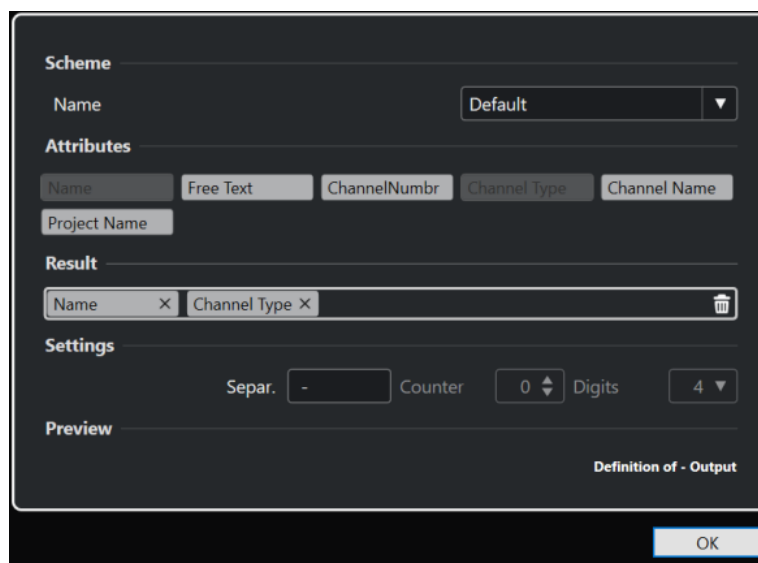 Scheme
Name Default
Attributes
Name Free Text ChannelNumbr Channel Type Channel Name
Project Name
Result
Name Channel Type
Settings
Separ. - Counter 0 Digits 4
Preview
Definition of - Output
OK